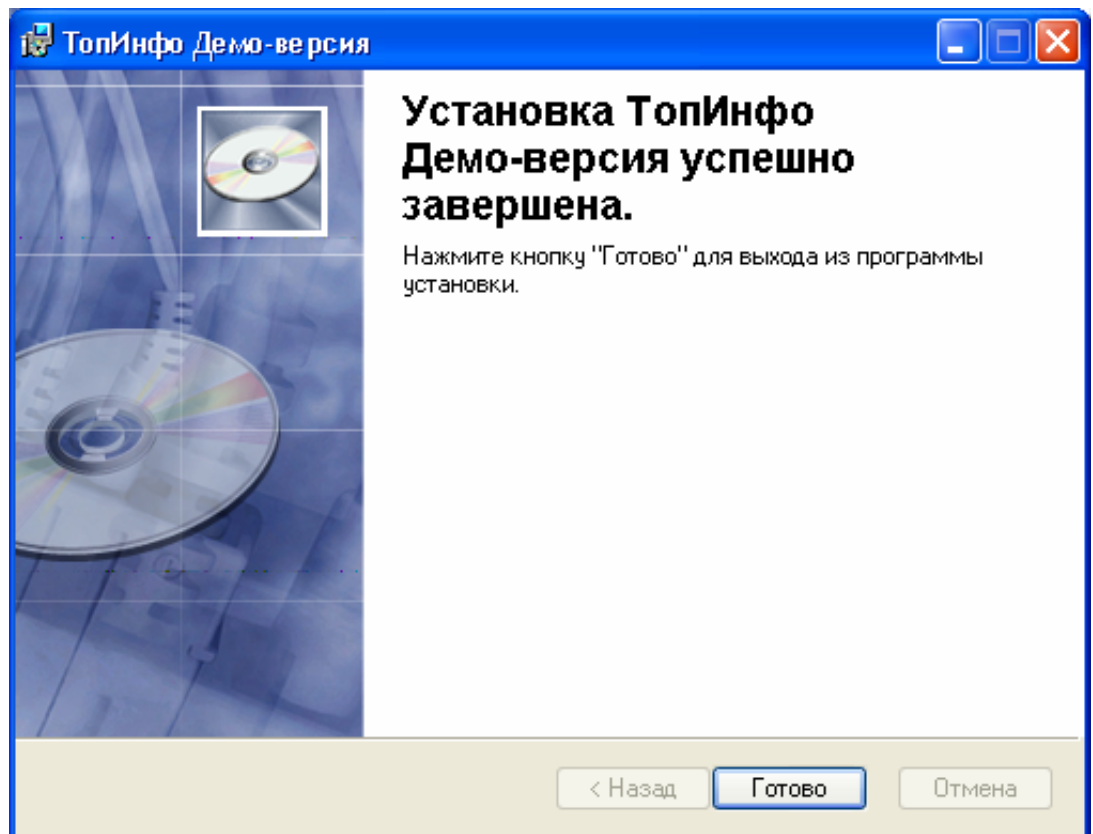 ТопИнфо Демо-версия
Установка ТопИнфо
Демо-версия успешно
завершена.
Нажмите кнопку "Готово" для выхода из программы
установки.
< Назад
Готово
Отмена